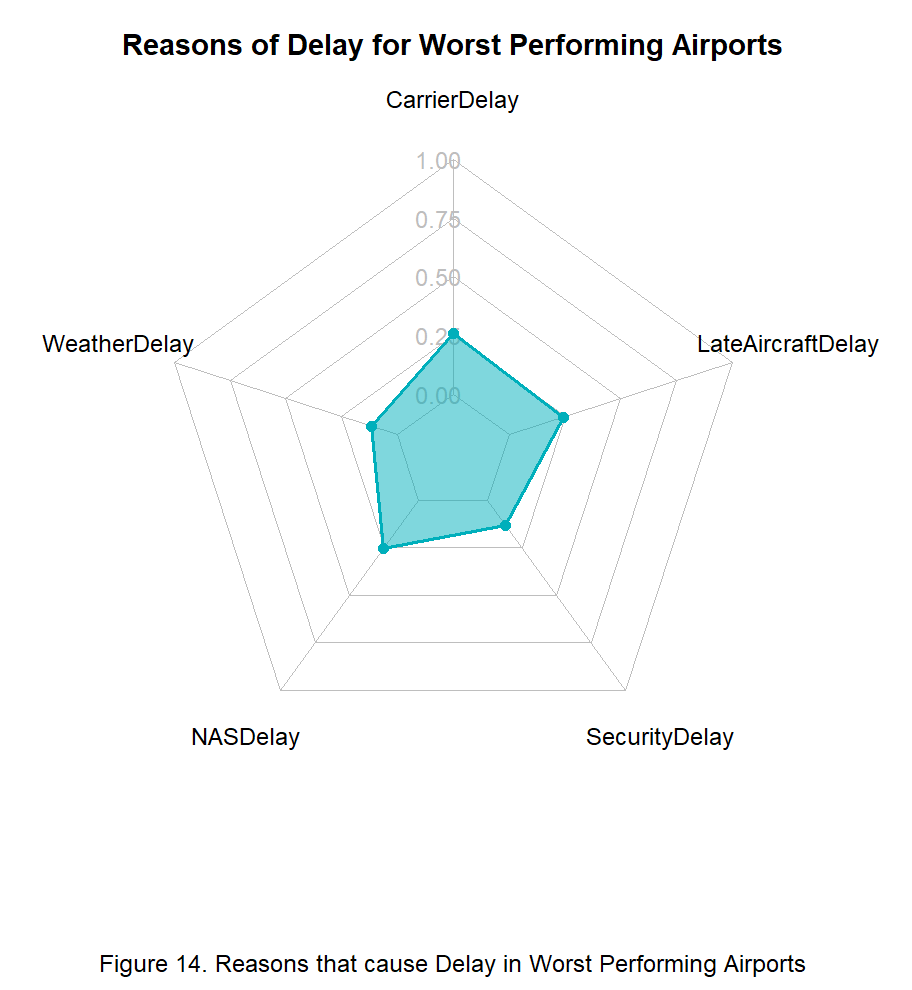 Reasons of Delay for Worst Performing Airports
CarrierDelay
1.00
0.75
0.50
0.25
0.00
WeatherDelay
LateAircraftDelay
NASDelay
SecurityDelay
Figure 14. Reasons that cause Delay in Worst Performing Airports